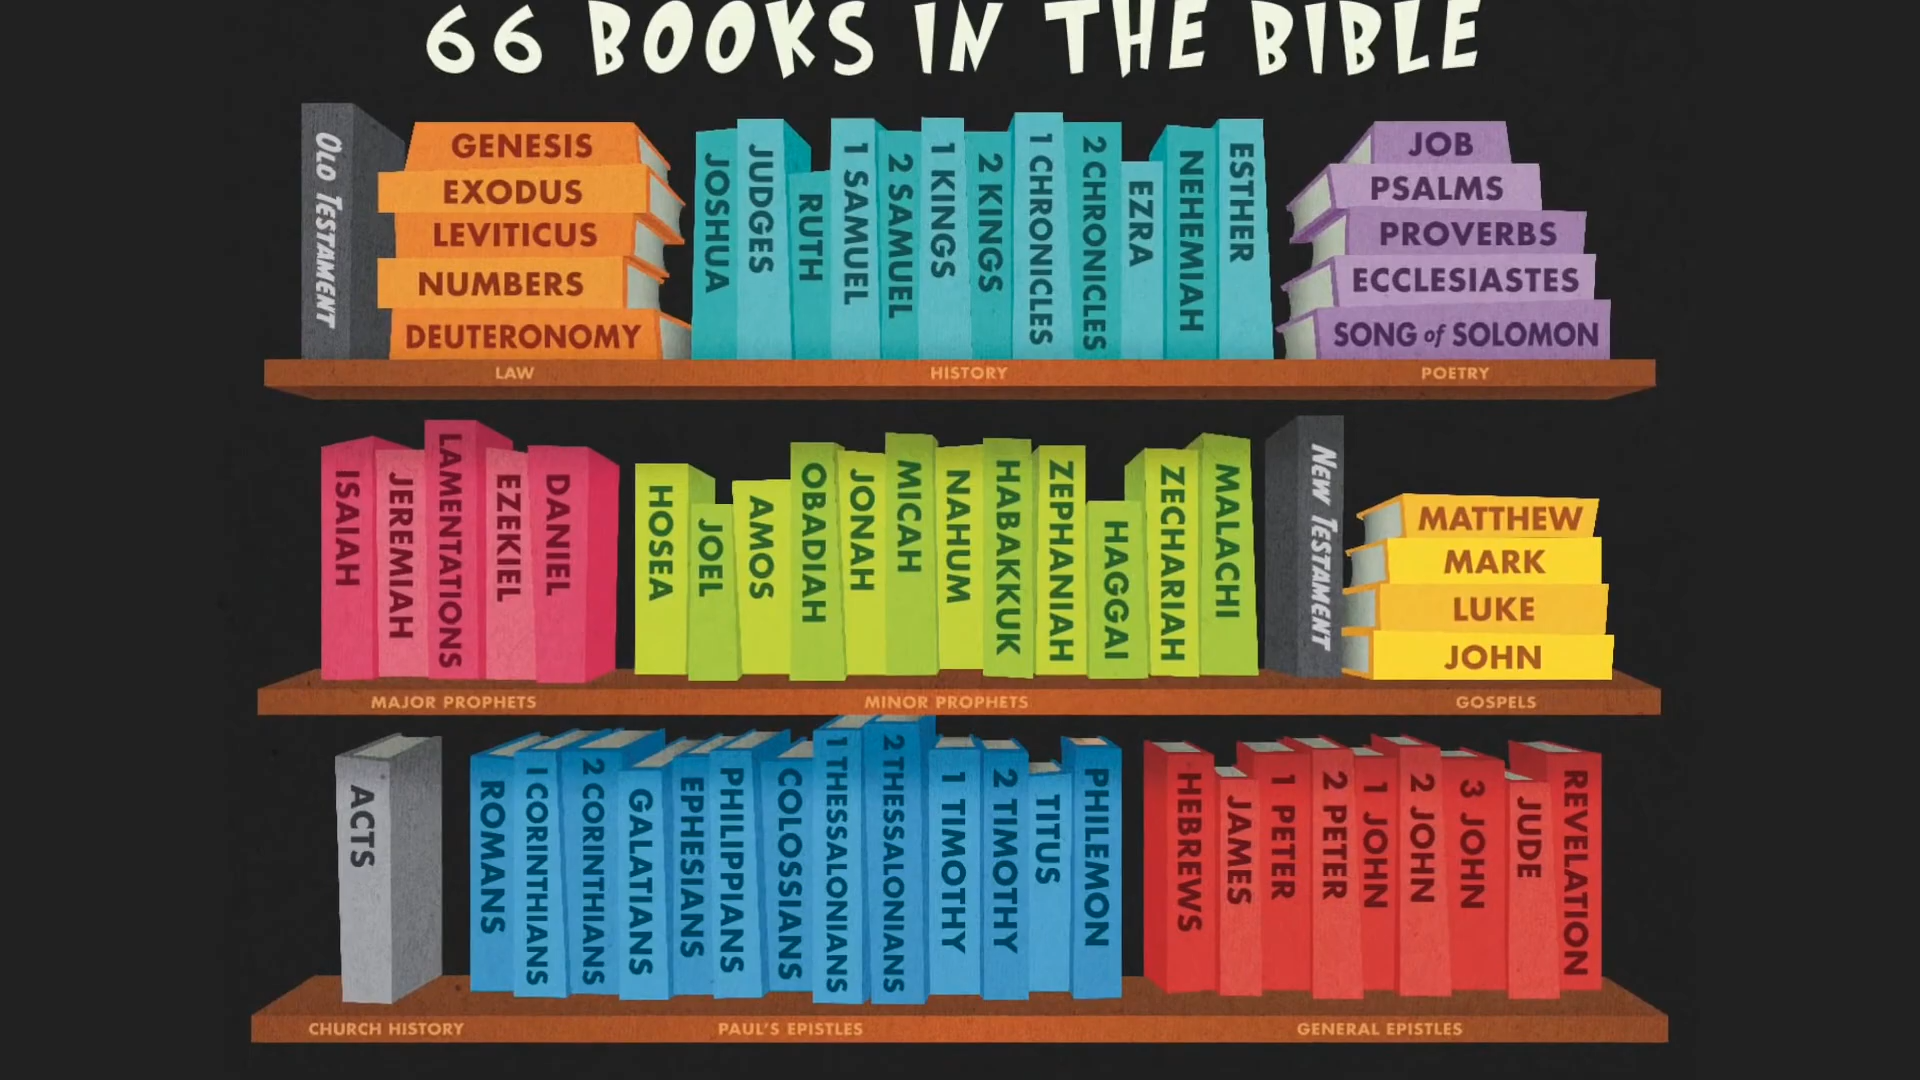 66 BOOKS IN THE BIBLE
OLD TESTAMENT
GENESIS
EXODUS
LEVITICUS
NUMBERS
DEUTERONOMY
JOSHUA
JUDGES
RUTH
1 SAMUEL
2 SAMUEL
1 KINGS
2 KINGS
1 CHRONICLES
2 CHRONICLES
EZRA
NEHEMIAH
ESTHER
JOB
PSALMS
PROVERBS
ECCLESIASTES
SONG of SOLOMON
LAW
HISTORY
POETRY
ISAIAH
JEREMIAH
LAMENTATIONS
EZEKIEL
DANIEL
HOSEA
JOEL
AMOS
OBADIAH
JONAH
MICAH
NAHUM
HABAKKUK
ZEPHANIAH
HAGGAI
ZECHARIAH
MALACHI
NEW TESTAMENT
MATTHEW
MARK
LUKE
JOHN
MAJOR PROPHETS
MINOR PROPHETS
GOSPELS
ACTS
ROMANS
1 CORINTHIANS
2 CORINTHIANS
GALATIANS
EPHESIANS
PHILIPPIANS
COLOSSIANS
1 THESSALONIANS
2 THESSALONIANS
1 TIMOTHY
2 TIMOTHY
TITUS
PHILEMON
HEBREWS
JAMES
1 PETER
2 PETER
1 JOHN
2 JOHN
3 JOHN
JUDE
REVELATION
CHURCH HISTORY
PAUL'S EPISTLES
GENERAL EPISTLES